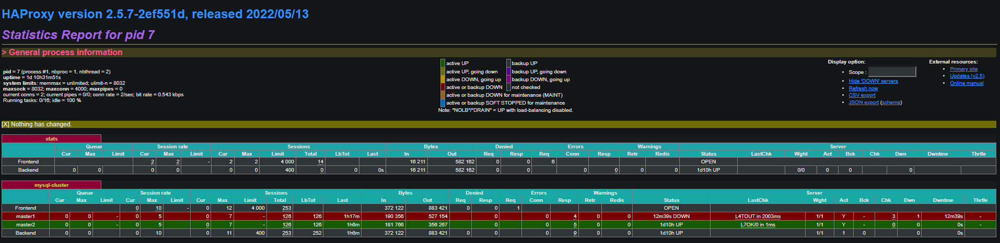 HAProxy version 2.5.7-2ef551d, released 2022/05/13
Statistics Report for pid 7
> General process information
pid = 7 (process #1, nbproc = 1, nbthread = 2)
uptime = 1d 10h31m51s
system limits: memmax = unlimited; ulimit-n = 8032
maxsock = 8032; maxconn = 4000; maxpipes = 0
current conns = 2; current pipes = 0/0; conn rate = 2/sec; bit rate = 0.543 kbps
Running tasks: 0/16; idle = 100 %
active UP backup UP
active UP, going down backup UP, going down
active DOWN, going up backup DOWN, going up
active or backup DOWN not checked
active or backup DOWN for maintenance (MAINT)
active or backup SOFT STOPPED for maintenance
Note: "NOLB"/"DRAIN" = UP with load-balancing disabled.
Display option:
• Scope :
• Hide 'DOWN' servers
• Refresh now
• CSV export
• JSON export (schema)
External resources:
• Primary site
• Updates (v2.5)
• Online manual
[X] Nothing has changed.
stats
Queue Session rate Sessions Bytes Denied Errors Warnings Server
Cur Max Limit Cur Max Limit Cur Max Limit Total LbTot Last In Out Req Resp Req Conn Resp Retr Redis Status LastChk Wght Act Bck Chk Dwn Dwntme Thrtle
Frontend 2 2 - 2 2 4 000 14 16 211 582 162 0 0 6 OPEN
Backend 0 0 0 0 0 0 400 0 0 0s 16 211 582 162 0 0 0 0 0 0 1d10h UP 0/0 0 0 0
mysql-cluster
Queue Session rate Sessions Bytes Denied Errors Warnings Server
Cur Max Limit Cur Max Limit Cur Max Limit Total LbTot Last In Out Req Resp Req Conn Resp Retr Redis Status LastChk Wght Act Bck Chk Dwn Dwntme Thrtle
Frontend 0 10 - 0 12 4 000 253 372 122 883 421 0 0 1 OPEN
master1 0 0 - 0 5 0 7 - 126 126 1h17m 190 356 527 154 0 0 4 0 0 12m39s DOWN L4TOUT in 2003ms 1/1 Y - 3 1 12m39s -
master2 0 0 - 0 5 0 7 - 126 126 1h6m 181 766 356 267 0 0 5 0 0 1d10h UP L7OK/0 in 1ms 1/1 Y - 0 0 0s -
Backend 0 0 0 10 0 11 400 253 252 1h6m 372 122 883 421 0 0 0 9 0 0 1d10h UP 1/1 1 0 0 0s